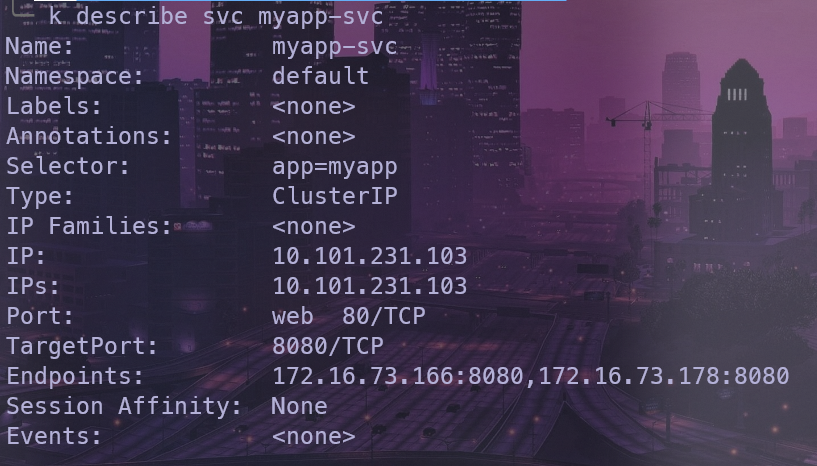 k describe svc myapp-svc
Name: myapp-svc
Namespace: default
Labels: <none>
Annotations: <none>
Selector: app=myapp
Type: ClusterIP
IP Families: <none>
IP: 10.101.231.103
IPs: 10.101.231.103
Port: web 80/TCP
TargetPort: 8080/TCP
Endpoints: 172.16.73.166:8080,172.16.73.178:8080
Session Affinity: None
Events: <none>